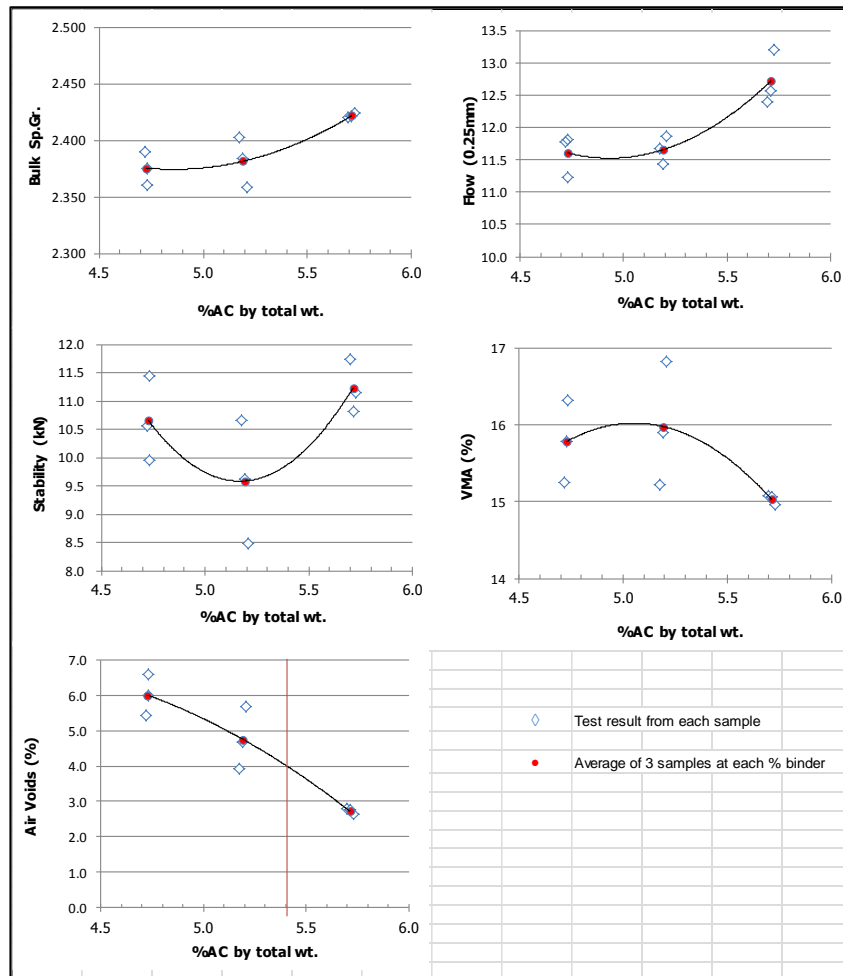 2.500
2.450
2.400
2.350
2.300
Bulk Sp.Gr.
4.5 5.0 5.5 6.0
%AC by total wt.
13.5
13.0
12.5
12.0
11.5
11.0
10.5
10.0
Flow (0.25mm)
4.5 5.0 5.5 6.0
%AC by total wt.
12.0
11.5
11.0
10.5
10.0
9.5
9.0
8.5
8.0
Stability (kN)
4.5 5.0 5.5 6.0
%AC by total wt.
17
16
15
14
VMA (%)
4.5 5.0 5.5 6.0
%AC by total wt.
7.0
6.0
5.0
4.0
3.0
2.0
1.0
0.0
Air Voids (%)
4.5 5.0 5.5 6.0
%AC by total wt.
Test result from each sample
Average of 3 samples at each % binder